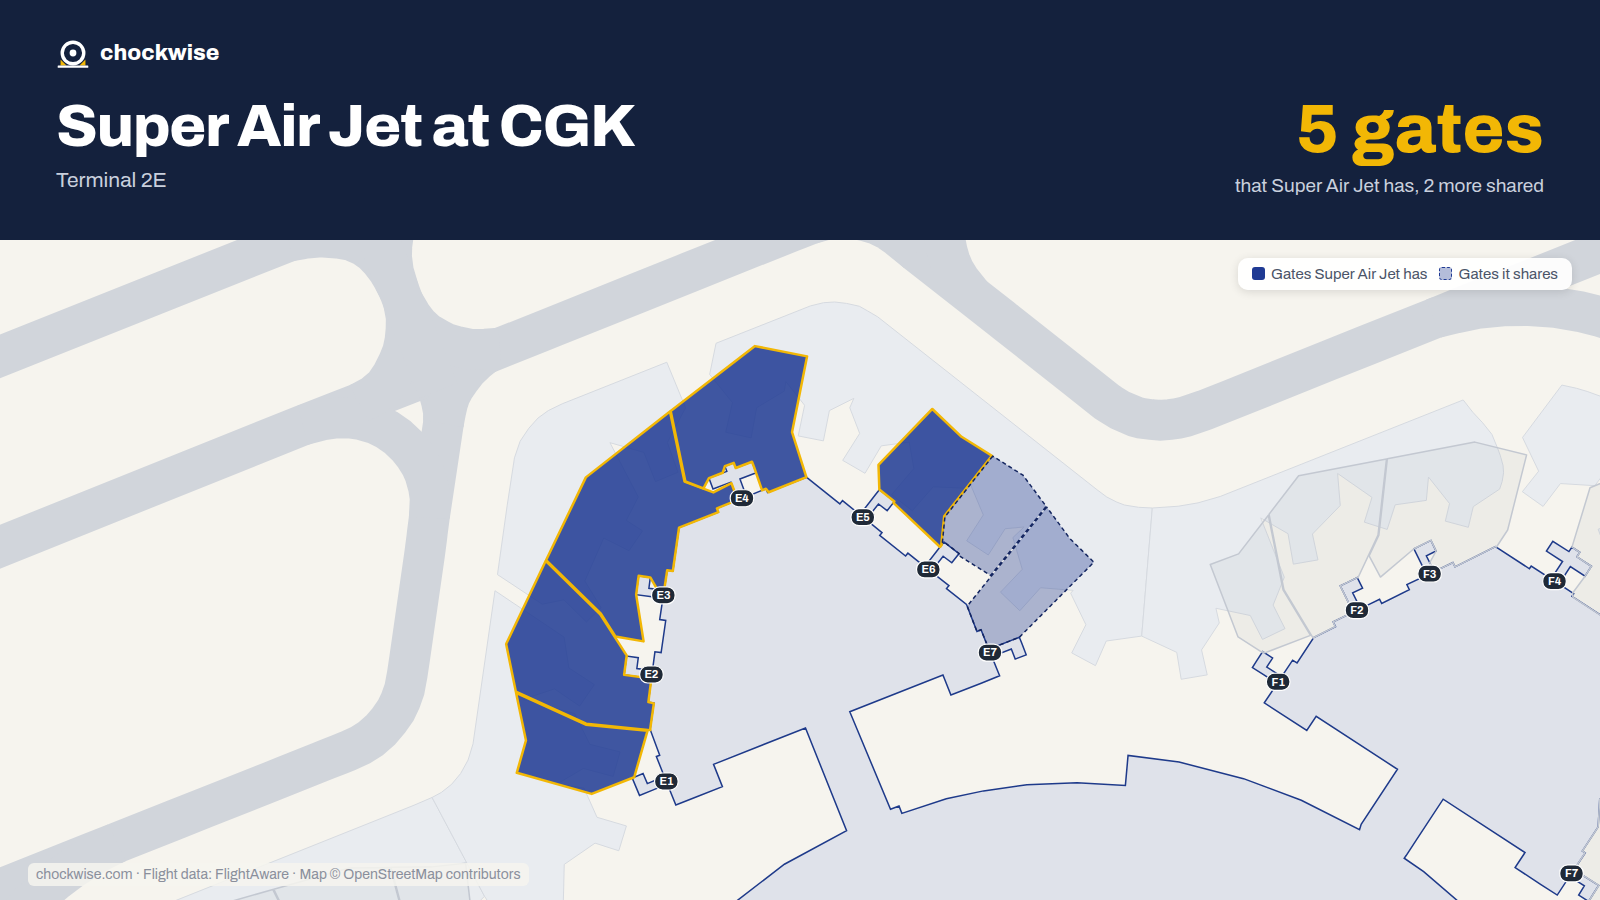 chockwise
Super Air Jet at CGK
Terminal 2E
5 gates
that Super Air Jet has, 2 more shared
Gates Super Air Jet has
Gates it shares
E4
E5
E6
E3
E7
E2
E1
F3
F4
F2
F1
F7
chockwise.com · Flight data: FlightAware · Map © OpenStreetMap contributors